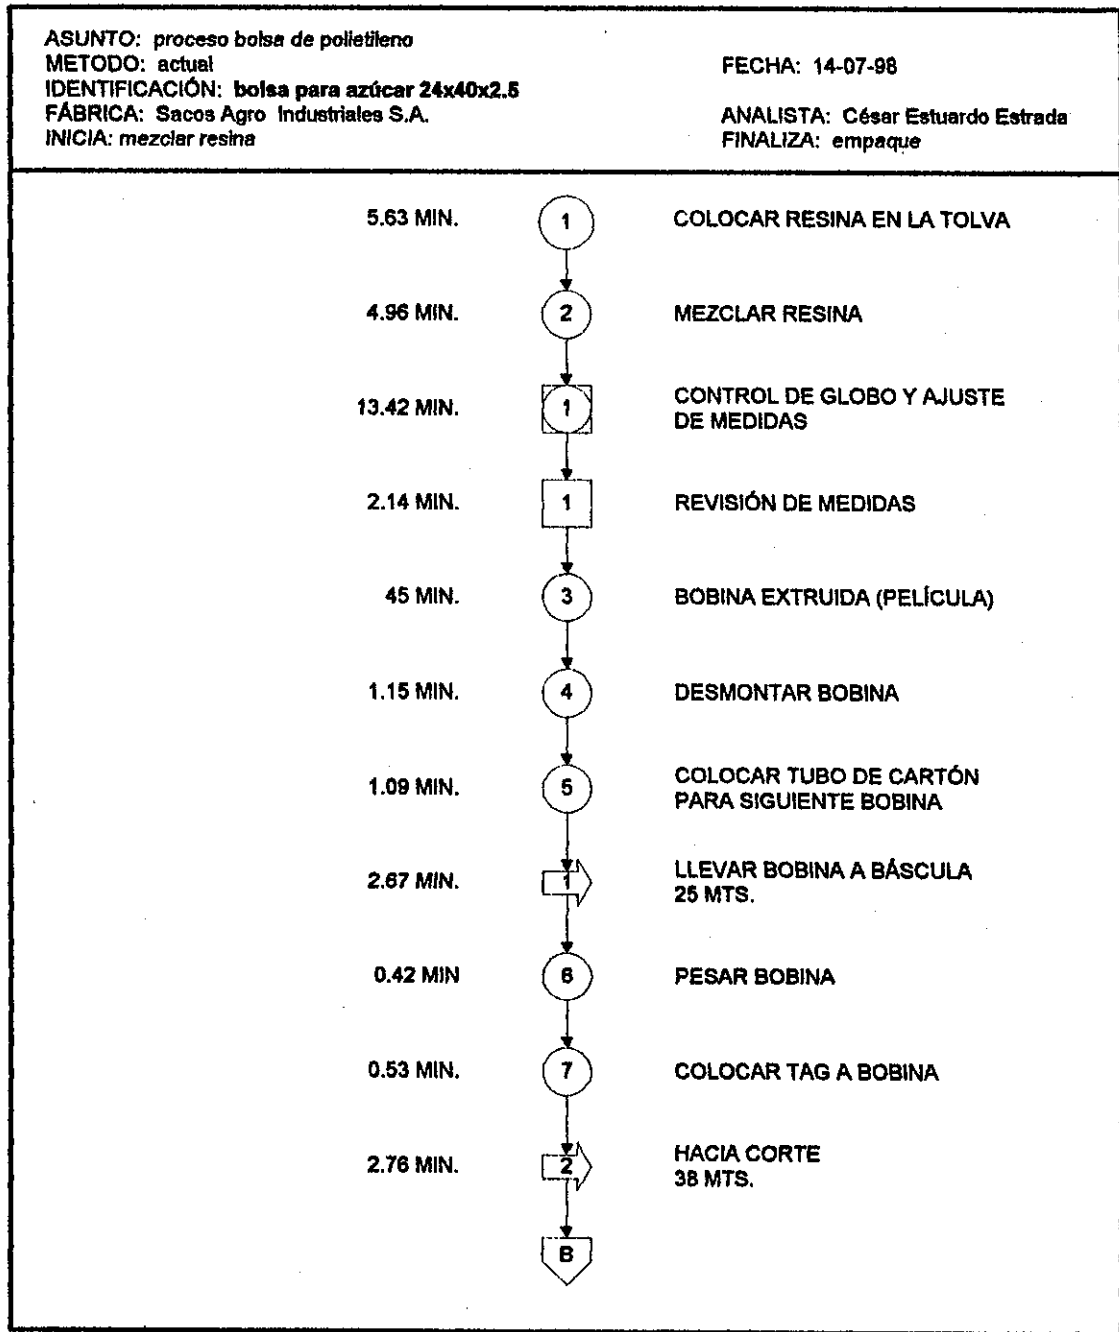 ASUNTO: proceso bolsa de polietileno
METODO: actual
FECHA: 14-07-98
IDENTIFICACIÓN: bolsa para azúcar 24x40x2.5
FÁBRICA: Sacos Agro Industriales S.A.
ANALISTA: César Estuardo Estrada
INICIA: mezclar resina
FINALIZA: empaque
5.63 MIN. 1 COLOCAR RESINA EN LA TOLVA
4.96 MIN. 2 MEZCLAR RESINA
13.42 MIN. 1 CONTROL DE GLOBO Y AJUSTE
DE MEDIDAS
2.14 MIN. 1 REVISIÓN DE MEDIDAS
45 MIN. 3 BOBINA EXTRUIDA (PELÍCULA)
1.15 MIN. 4 DESMONTAR BOBINA
1.09 MIN. 5 COLOCAR TUBO DE CARTÓN
PARA SIGUIENTE BOBINA
2.67 MIN. 1 LLEVAR BOBINA A BÁSCULA
25 MTS.
0.42 MIN 6 PESAR BOBINA
0.53 MIN. 7 COLOCAR TAG A BOBINA
2.76 MIN. 2 HACIA CORTE
38 MTS.
B